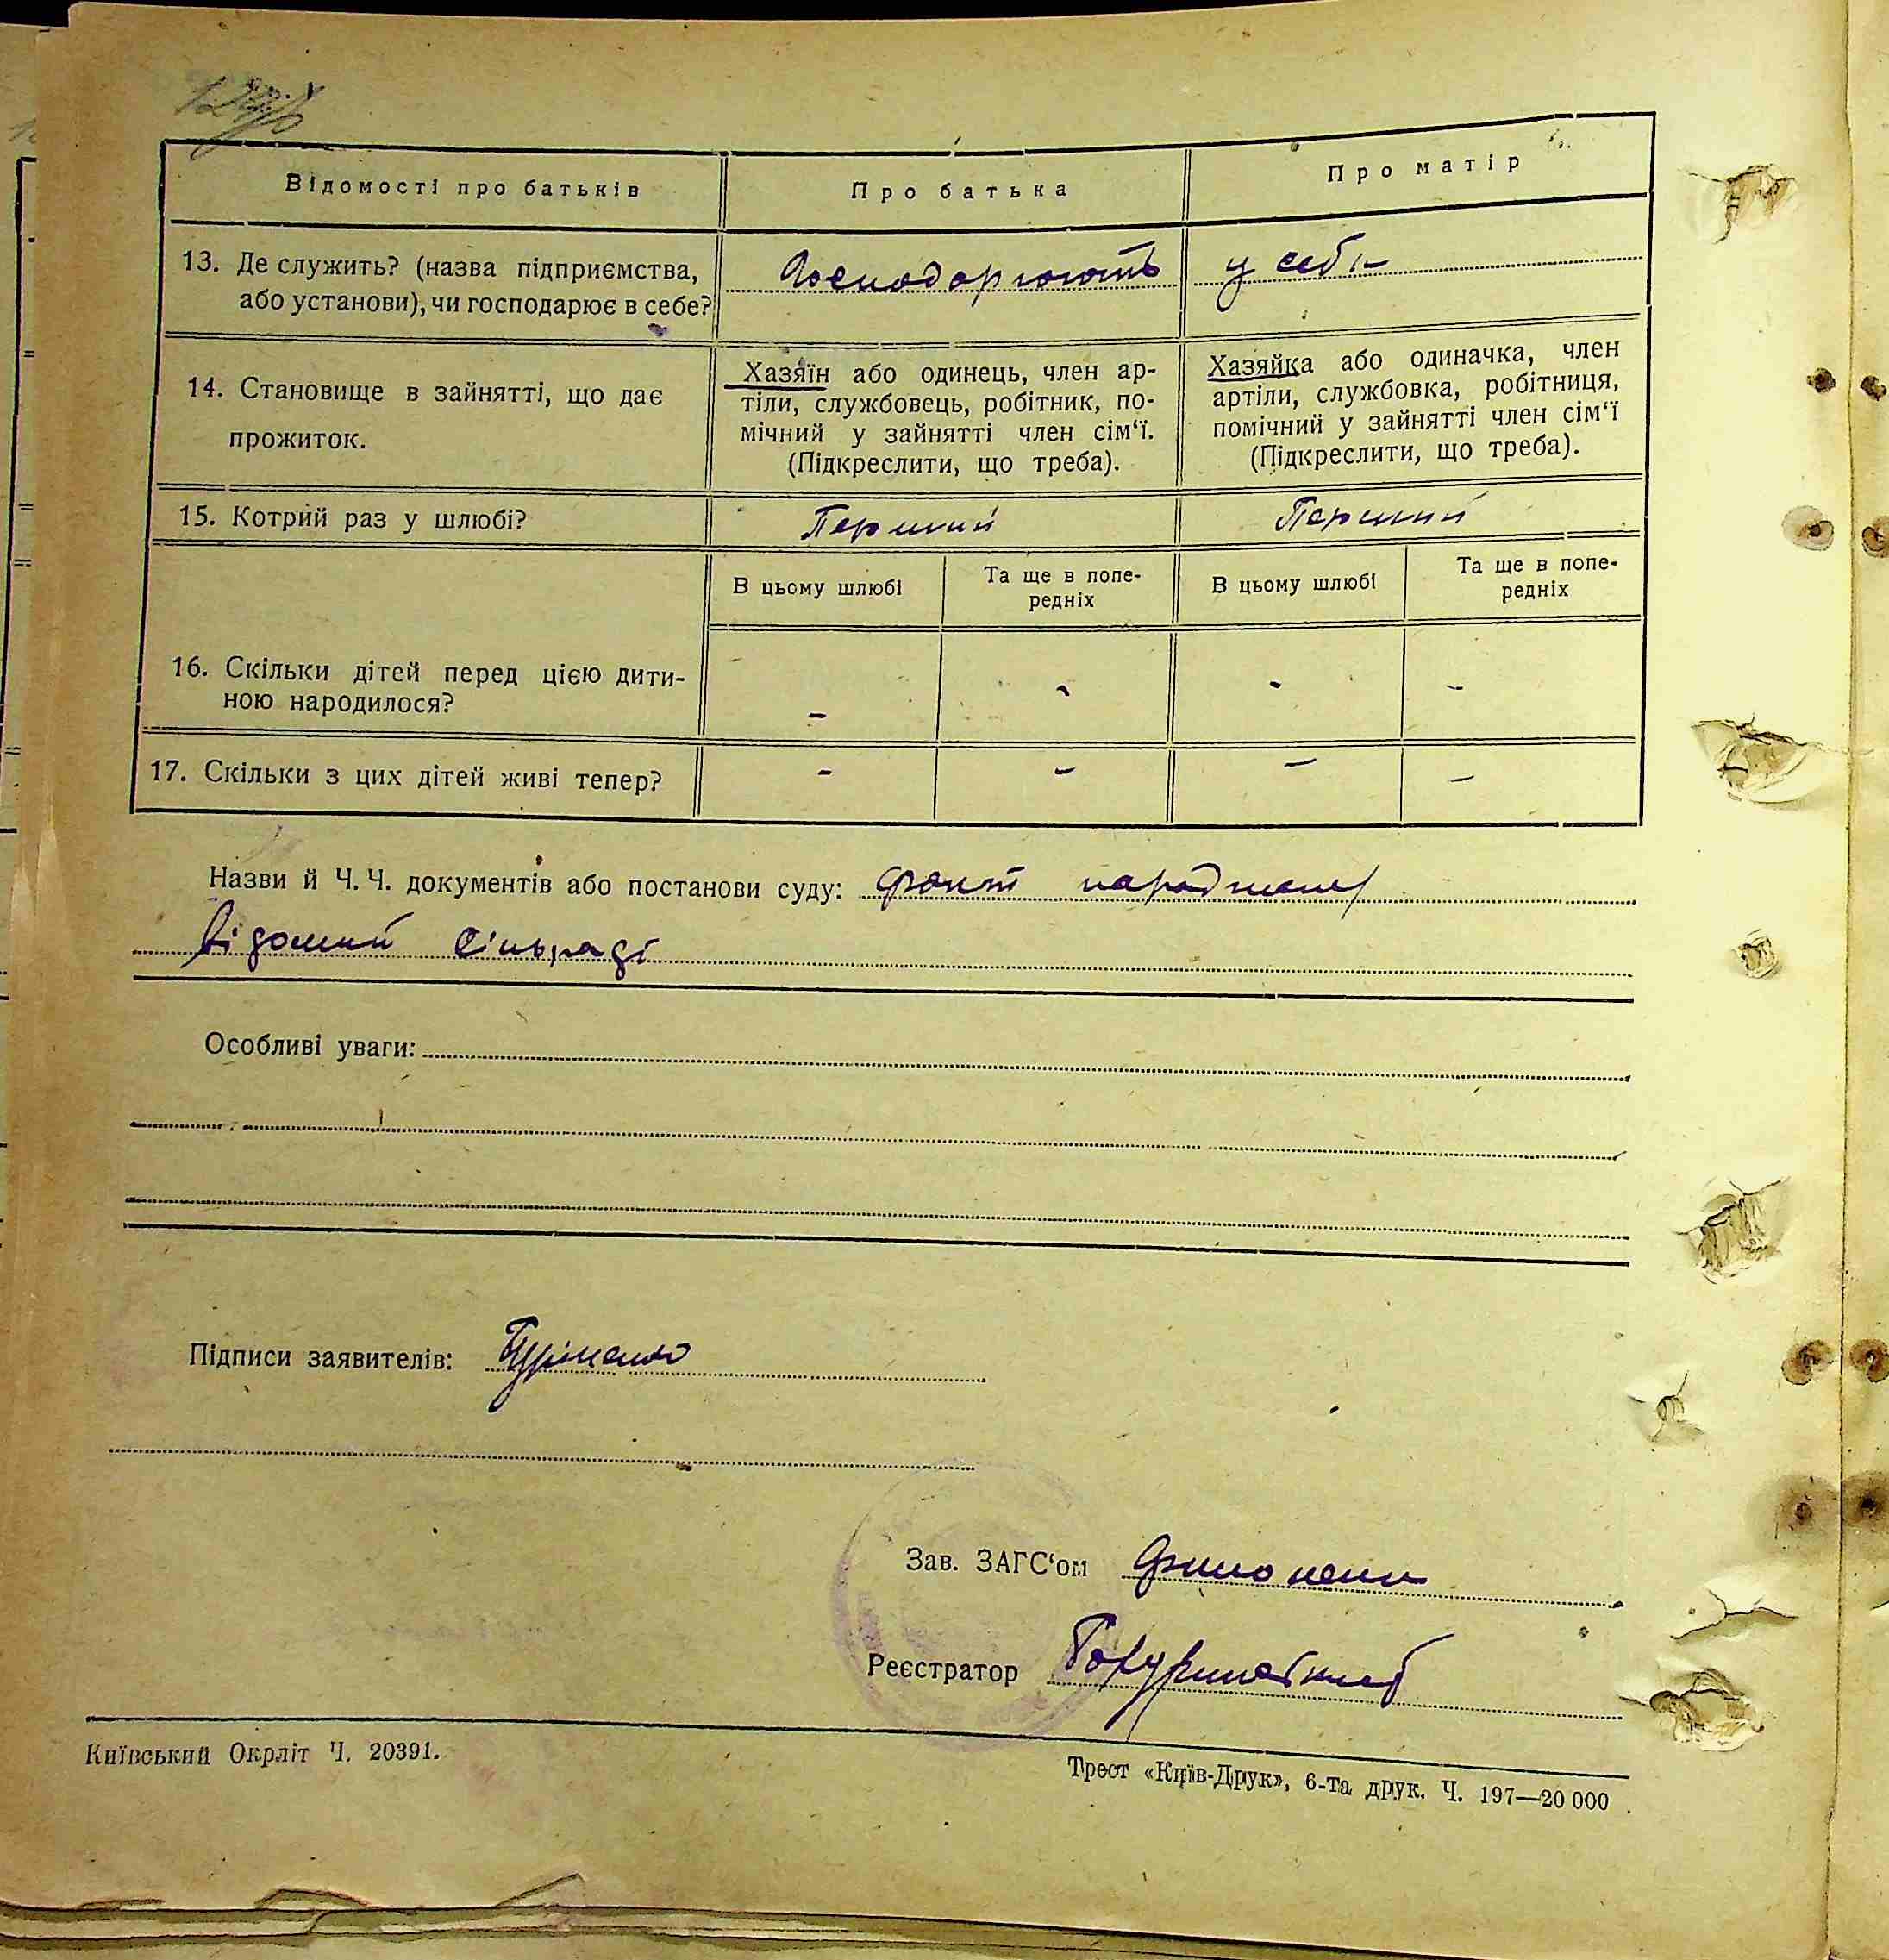 Відомості про батьків Про батька Про матір
13. Де служить? (назва підприємства, або установи), чи господарює в себе? Господарюють у себе
14. Становище в зайнятті, що дає прожиток.
Хазяїн або одинець, член ар-
тіли, службовець, робітник, по-
мічний у зайнятті член сім‘ї.
(Підкреслити, що треба).
Хазяйка або одиначка, член
артіли, службовка, робітниця,
помічний у зайнятті член сім‘ї
(Підкреслити, що треба).
15. Котрий раз у шлюбі? Перший Перший
В цьому шлюбі Та ще в попе-
редніх В цьому шлюбі Та ще в попе-
редніх
16. Скільки дітей перед цією дити-
ною народилося? - - - -
17. Скільки з цих дітей живі тепер? - - - -
Назви й Ч. Ч. документів або постанови суду: факт народження
відомий сільраді
Особливі уваги:
Підписи заявителів:
Зав. ЗАГС‘ом
Реєстратор
Київський Окрліт Ч. 20391.
Трест «Київ-Друк», 6-та друк. Ч. 197—20 000